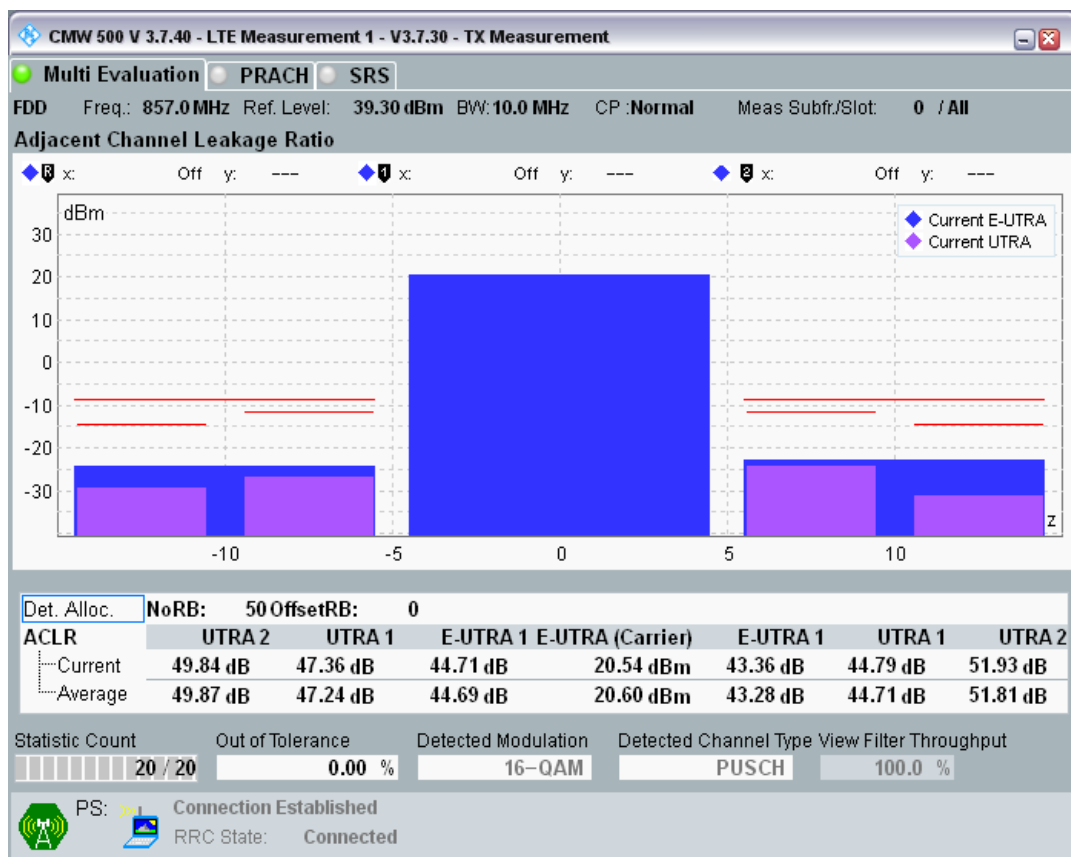 CMW 500 V 3.7.40 - LTE Measurement 1 - V3.7.30 - TX Measurement
Multi Evaluation PRACH SRS
FDD Freq.: 857.0 MHz Ref. Level: 39.30 dBm BW: 10.0 MHz CP :Normal Meas Subfr./Slot: 0 / All
Adjacent Channel Leakage Ratio
R x: Off y: --- 1 x: Off y: --- 2 x: Off y: ---
dBm
Current E-UTRA
Current UTRA
30
20
10
0
-10
-20
-30
z
-10 -5 0 5 10
Det. Alloc. NoRB: 50 OffsetRB: 0
ACLR UTRA 2 UTRA 1 E-UTRA 1 E-UTRA (Carrier) E-UTRA 1 UTRA 1 UTRA 2
Current 49.84 dB 47.36 dB 44.71 dB 20.54 dBm 43.36 dB 44.79 dB 51.93 dB
Average 49.87 dB 47.24 dB 44.69 dB 20.60 dBm 43.28 dB 44.71 dB 51.81 dB
Statistic Count Out of Tolerance Detected Modulation Detected Channel Type View Filter Throughput
20 / 20 0.00 % 16-QAM PUSCH 100.0 %
PS: Connection Established
RRC State: Connected